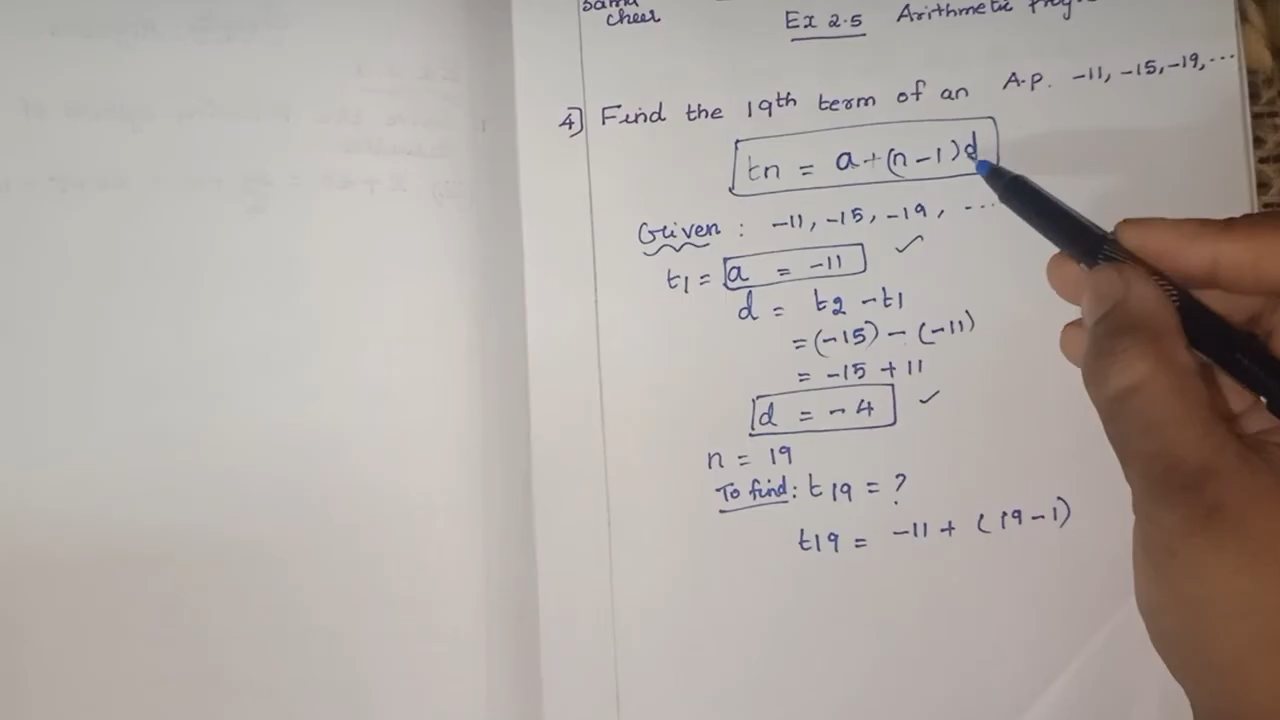 cheer
Ex 2.5 Arithmetic
4] Find the 19th term of an A.p. -11, -15, -19, ...
tn = a+(n-1)d
Given : -11, -15, -19, ...
t1 = a = -11 ✓
d = t2 - t1
= (-15) - (-11)
= -15 + 11
d = -4 ✓
n = 19
To find: t19 = ?
t19 = -11 + (19-1)